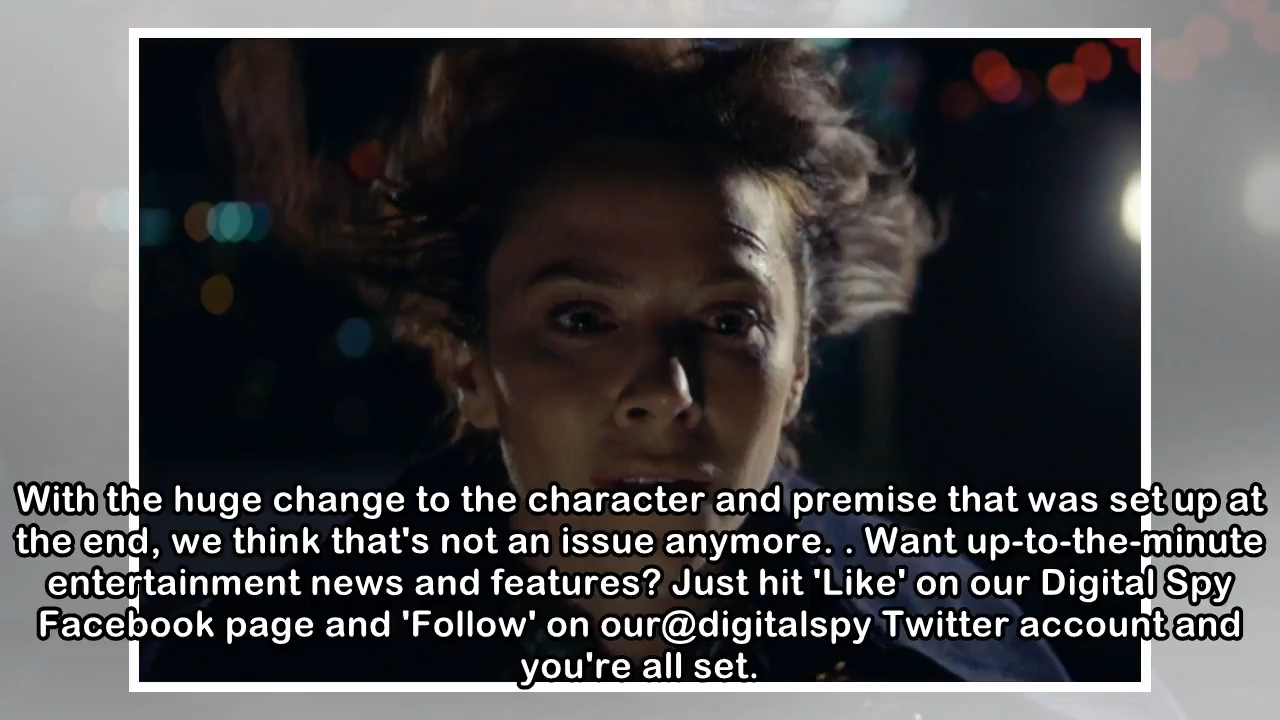 With the huge change to the character and premise that was set up at
the end, we think that's not an issue anymore. . Want up-to-the-minute
entertainment news and features? Just hit 'Like' on our Digital Spy
Facebook page and 'Follow' on our@digitalspy Twitter account and
you're all set.